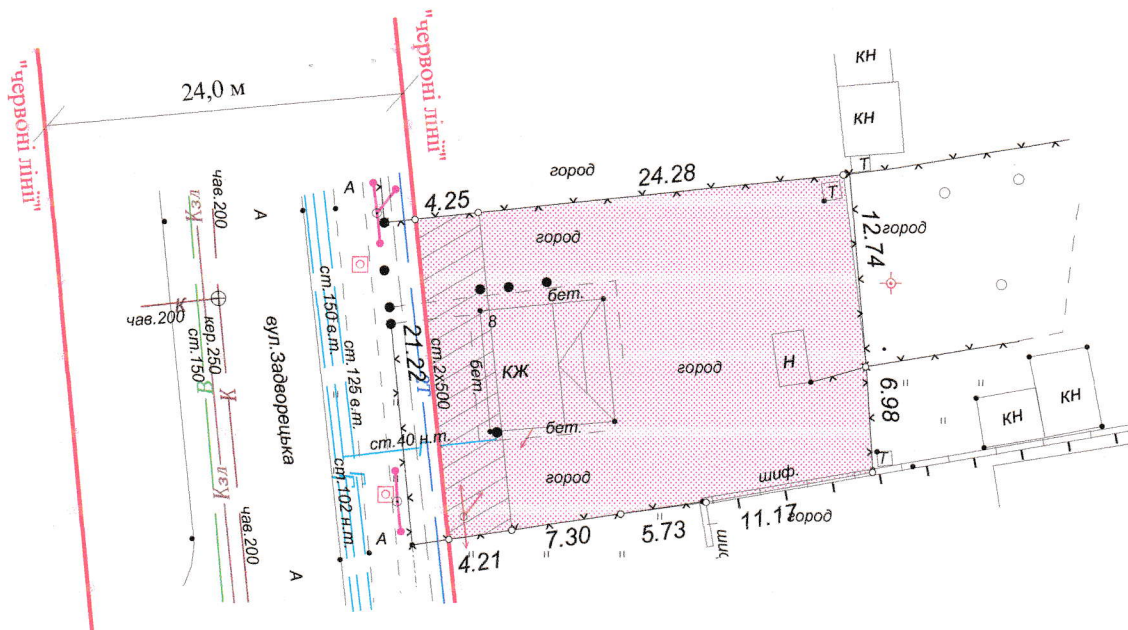 "червоні лінії"
24,0 м
"червоні лінії"
КН
КН
Т
город
24.28
Т
4.25
город
12.74
город
А
А
чав.200
Кзл
К
чав.200
кер.250
ст.150
В
К
Кзл
чав.200
А
вул.Задворецька
ст.150 в.т.
ст.125 в.т.
ст.40 н.т.
ст.102 н.т.
Г
А
21.22
Т
ст.2х500
бет.
8
бет.
КЖ
бет.
город
Н
6.98
КН
КН
Т
город
шиф.
11.17
город
5.73
7.30
4.21